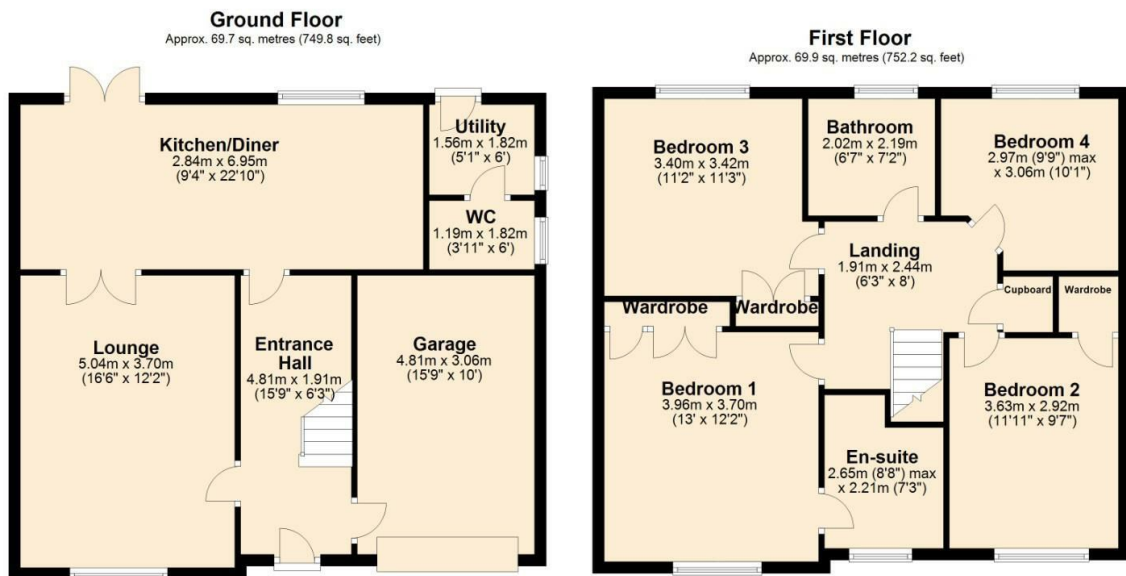 Ground Floor
Approx. 69.7 sq. metres (749.8 sq. feet)
Kitchen/Diner
2.84m x 6.95m
(9'4" x 22'10")
Utility
1.56m x 1.82m
(5'1" x 6')
WC
1.19m x 1.82m
(3'11" x 6')
Lounge
5.04m x 3.70m
(16'6" x 12'2")
Entrance
Hall
4.81m x 1.91m
(15'9" x 6'3")
Garage
4.81m x 3.06m
(15'9" x 10')
First Floor
Approx. 69.9 sq. metres (752.2 sq. feet)
Bedroom 3
3.40m x 3.42m
(11'2" x 11'3")
Bathroom
2.02m x 2.19m
(6'7" x 7'2")
Bedroom 4
2.97m (9'9") max
x 3.06m (10'1")
Landing
1.91m x 2.44m
(6'3" x 8')
Wardrobe
Wardrobe
Cupboard
Wardrobe
Bedroom 1
3.96m x 3.70m
(13' x 12'2")
Bedroom 2
3.63m x 2.92m
(11'11" x 9'7")
En-suite
2.65m (8'8") max
x 2.21m (7'3")